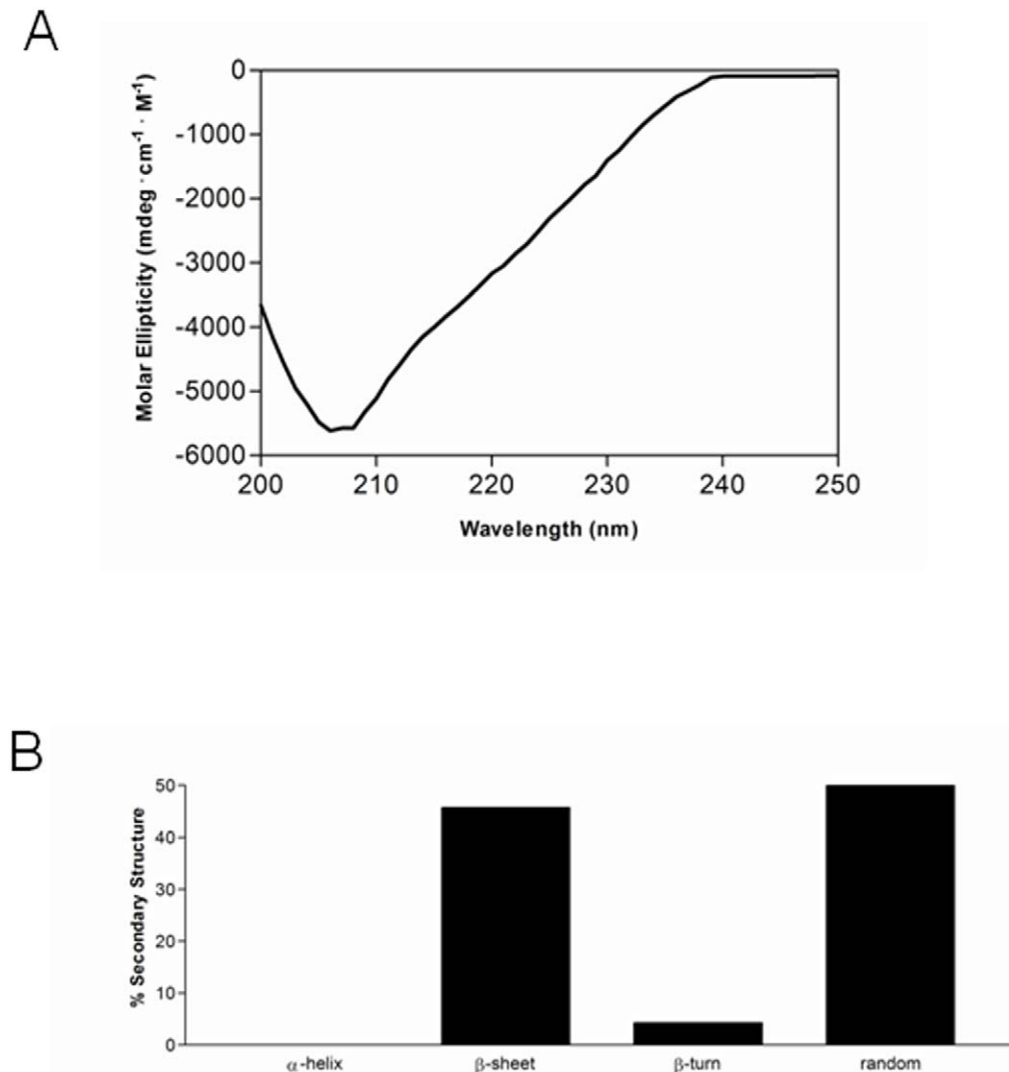 A
Molar Ellipticity (mdeg·cm⁻¹·M⁻¹)
0
-1000
-2000
-3000
-4000
-5000
-6000
200 210 220 230 240 250
Wavelength (nm)
B
% Secondary Structure
50
40
30
20
10
0
α-helix β-sheet β-turn random